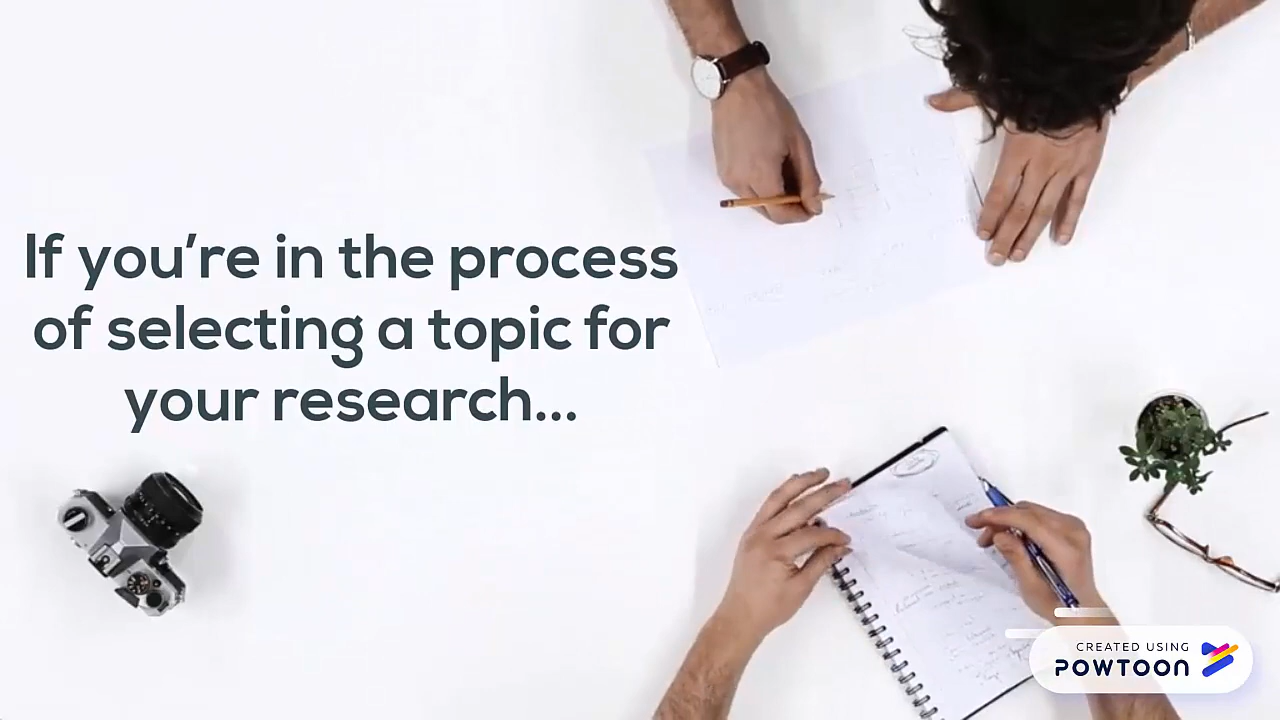 If you're in the process
of selecting a topic for
your research...
CREATED USING
POWTOON